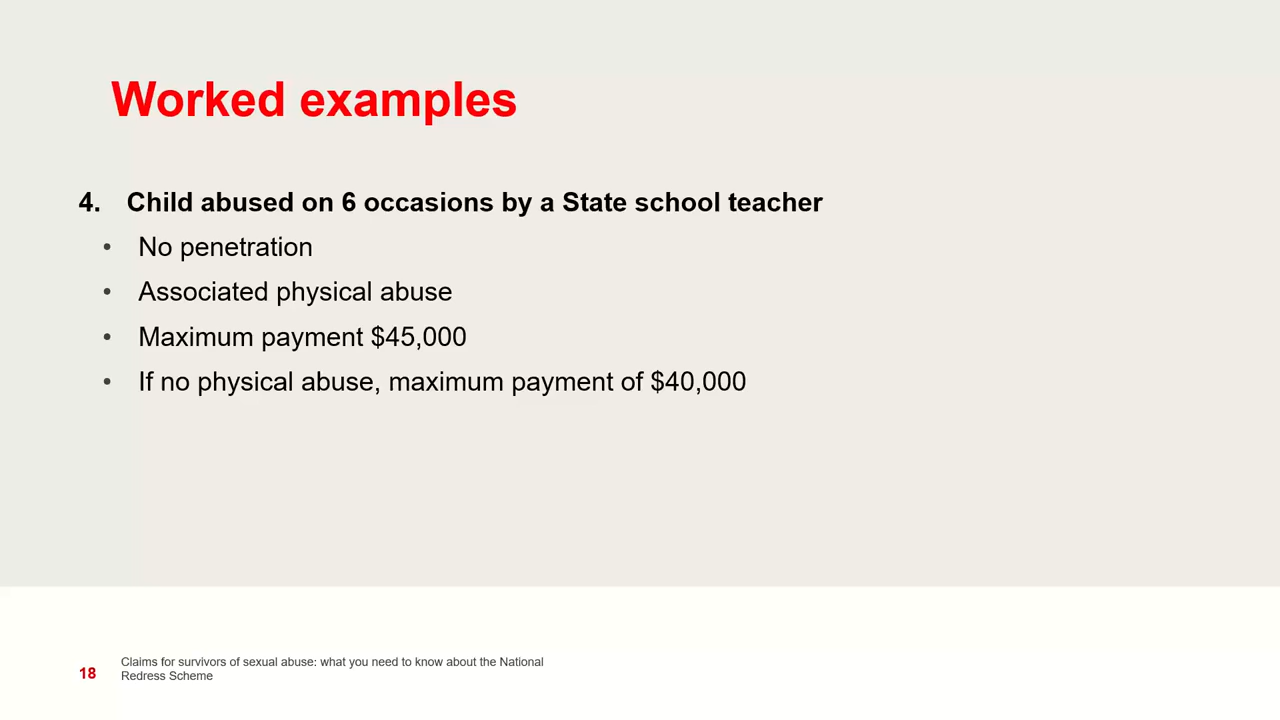 Worked examples
4. Child abused on 6 occasions by a State school teacher
• No penetration
• Associated physical abuse
• Maximum payment $45,000
• If no physical abuse, maximum payment of $40,000
18
Claims for survivors of sexual abuse: what you need to know about the National
Redress Scheme